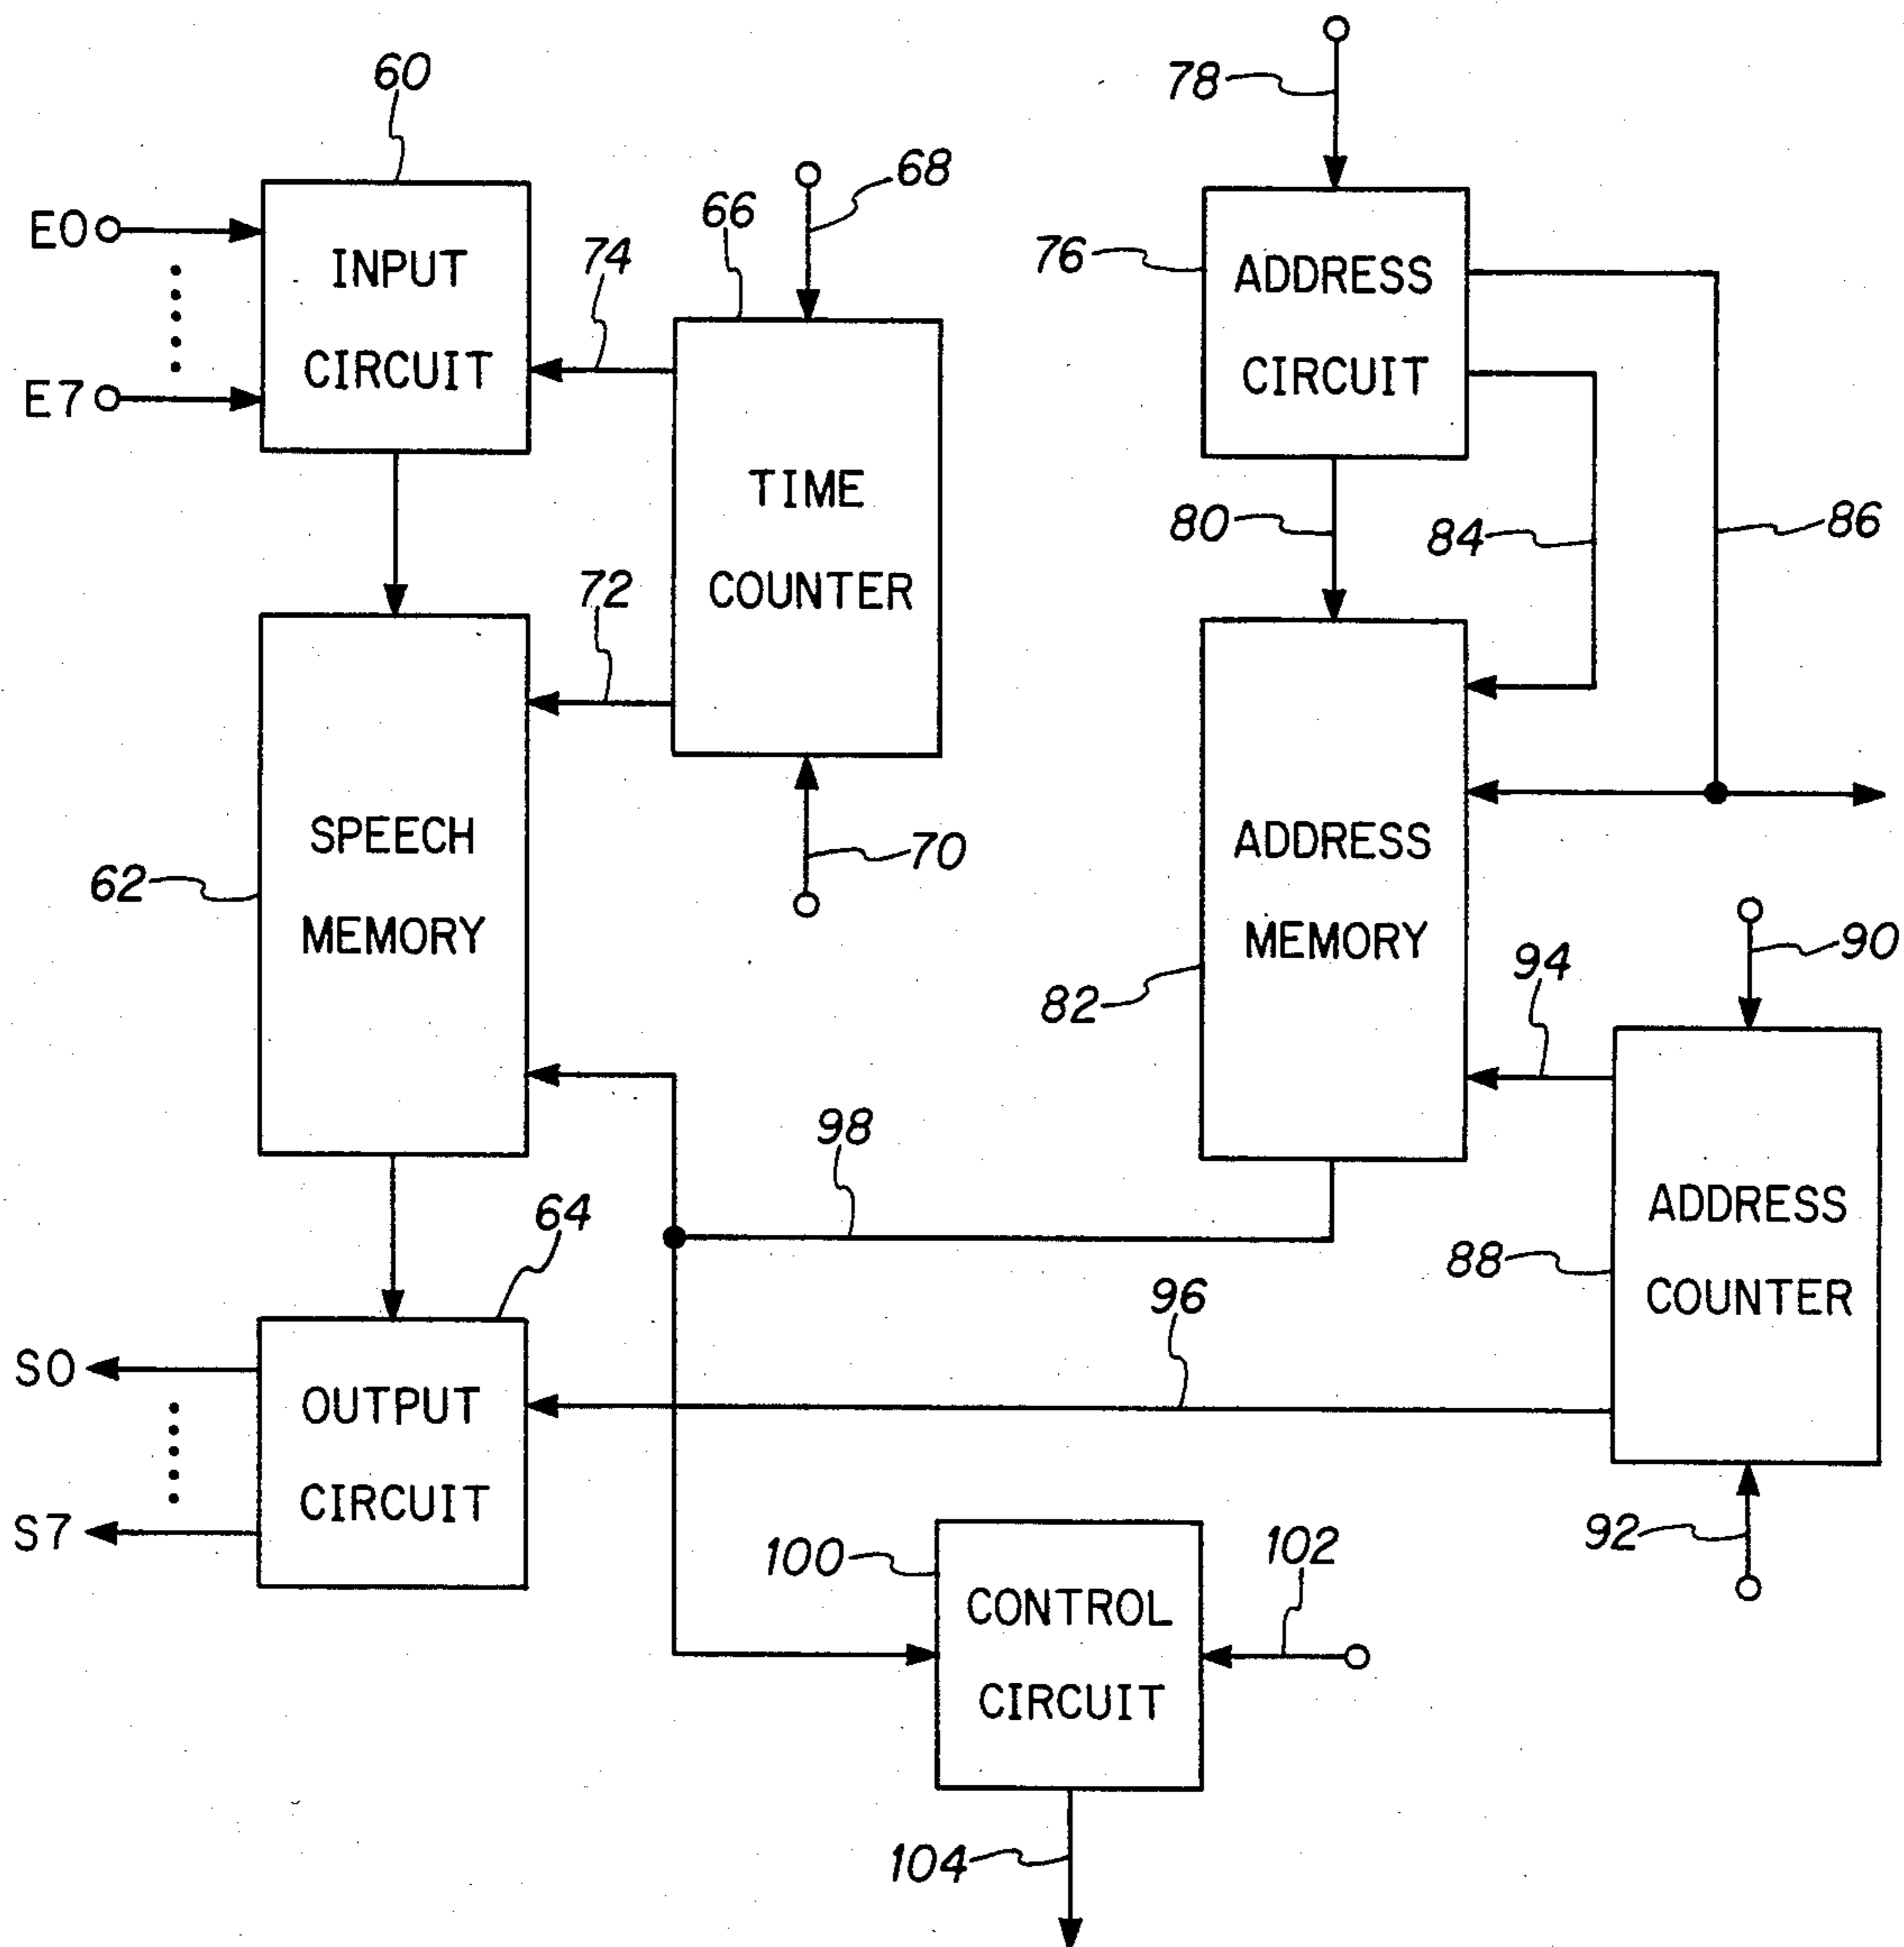 60
E0
E7
INPUT
CIRCUIT
74
66
68
TIME
COUNTER
72
70
62
SPEECH
MEMORY
64
S0
S7
OUTPUT
CIRCUIT
78
76
ADDRESS
CIRCUIT
80
84
86
82
ADDRESS
MEMORY
90
94
88
ADDRESS
COUNTER
92
98
96
100
CONTROL
CIRCUIT
102
104